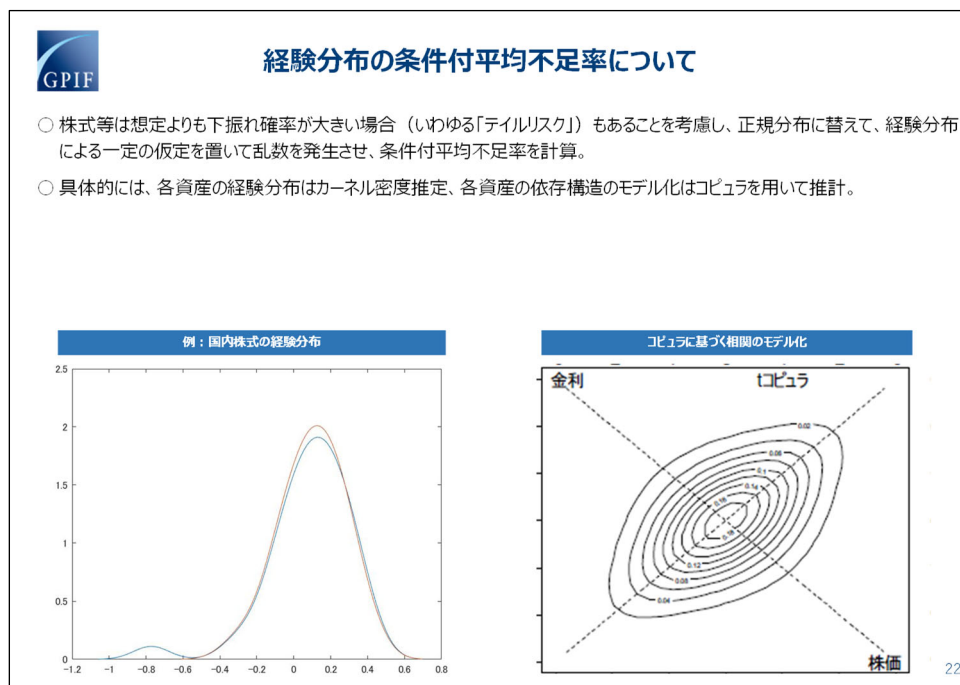 GPIF
経験分布の条件付平均不足率について
○ 株式等は想定よりも下振れ確率が大きい場合（いわゆる「テイルリスク」）もあることを考慮し、正規分布に替えて、経験分布
による一定の仮定を置いて乱数を発生させ、条件付平均不足率を計算。
○ 具体的には、各資産の経験分布はカーネル密度推定、各資産の依存構造のモデル化はコピュラを用いて推計。
例：国内株式の経験分布
2.5
2
1.5
1
0.5
0
-1.2 -1 -0.8 -0.6 -0.4 -0.2 0 0.2 0.4 0.6 0.8
コピュラに基づく相関のモデル化
金利 tコピュラ
0.02
0.06
0.1
0.14
0.18
0.16
0.12
0.08
0.04
株価
22